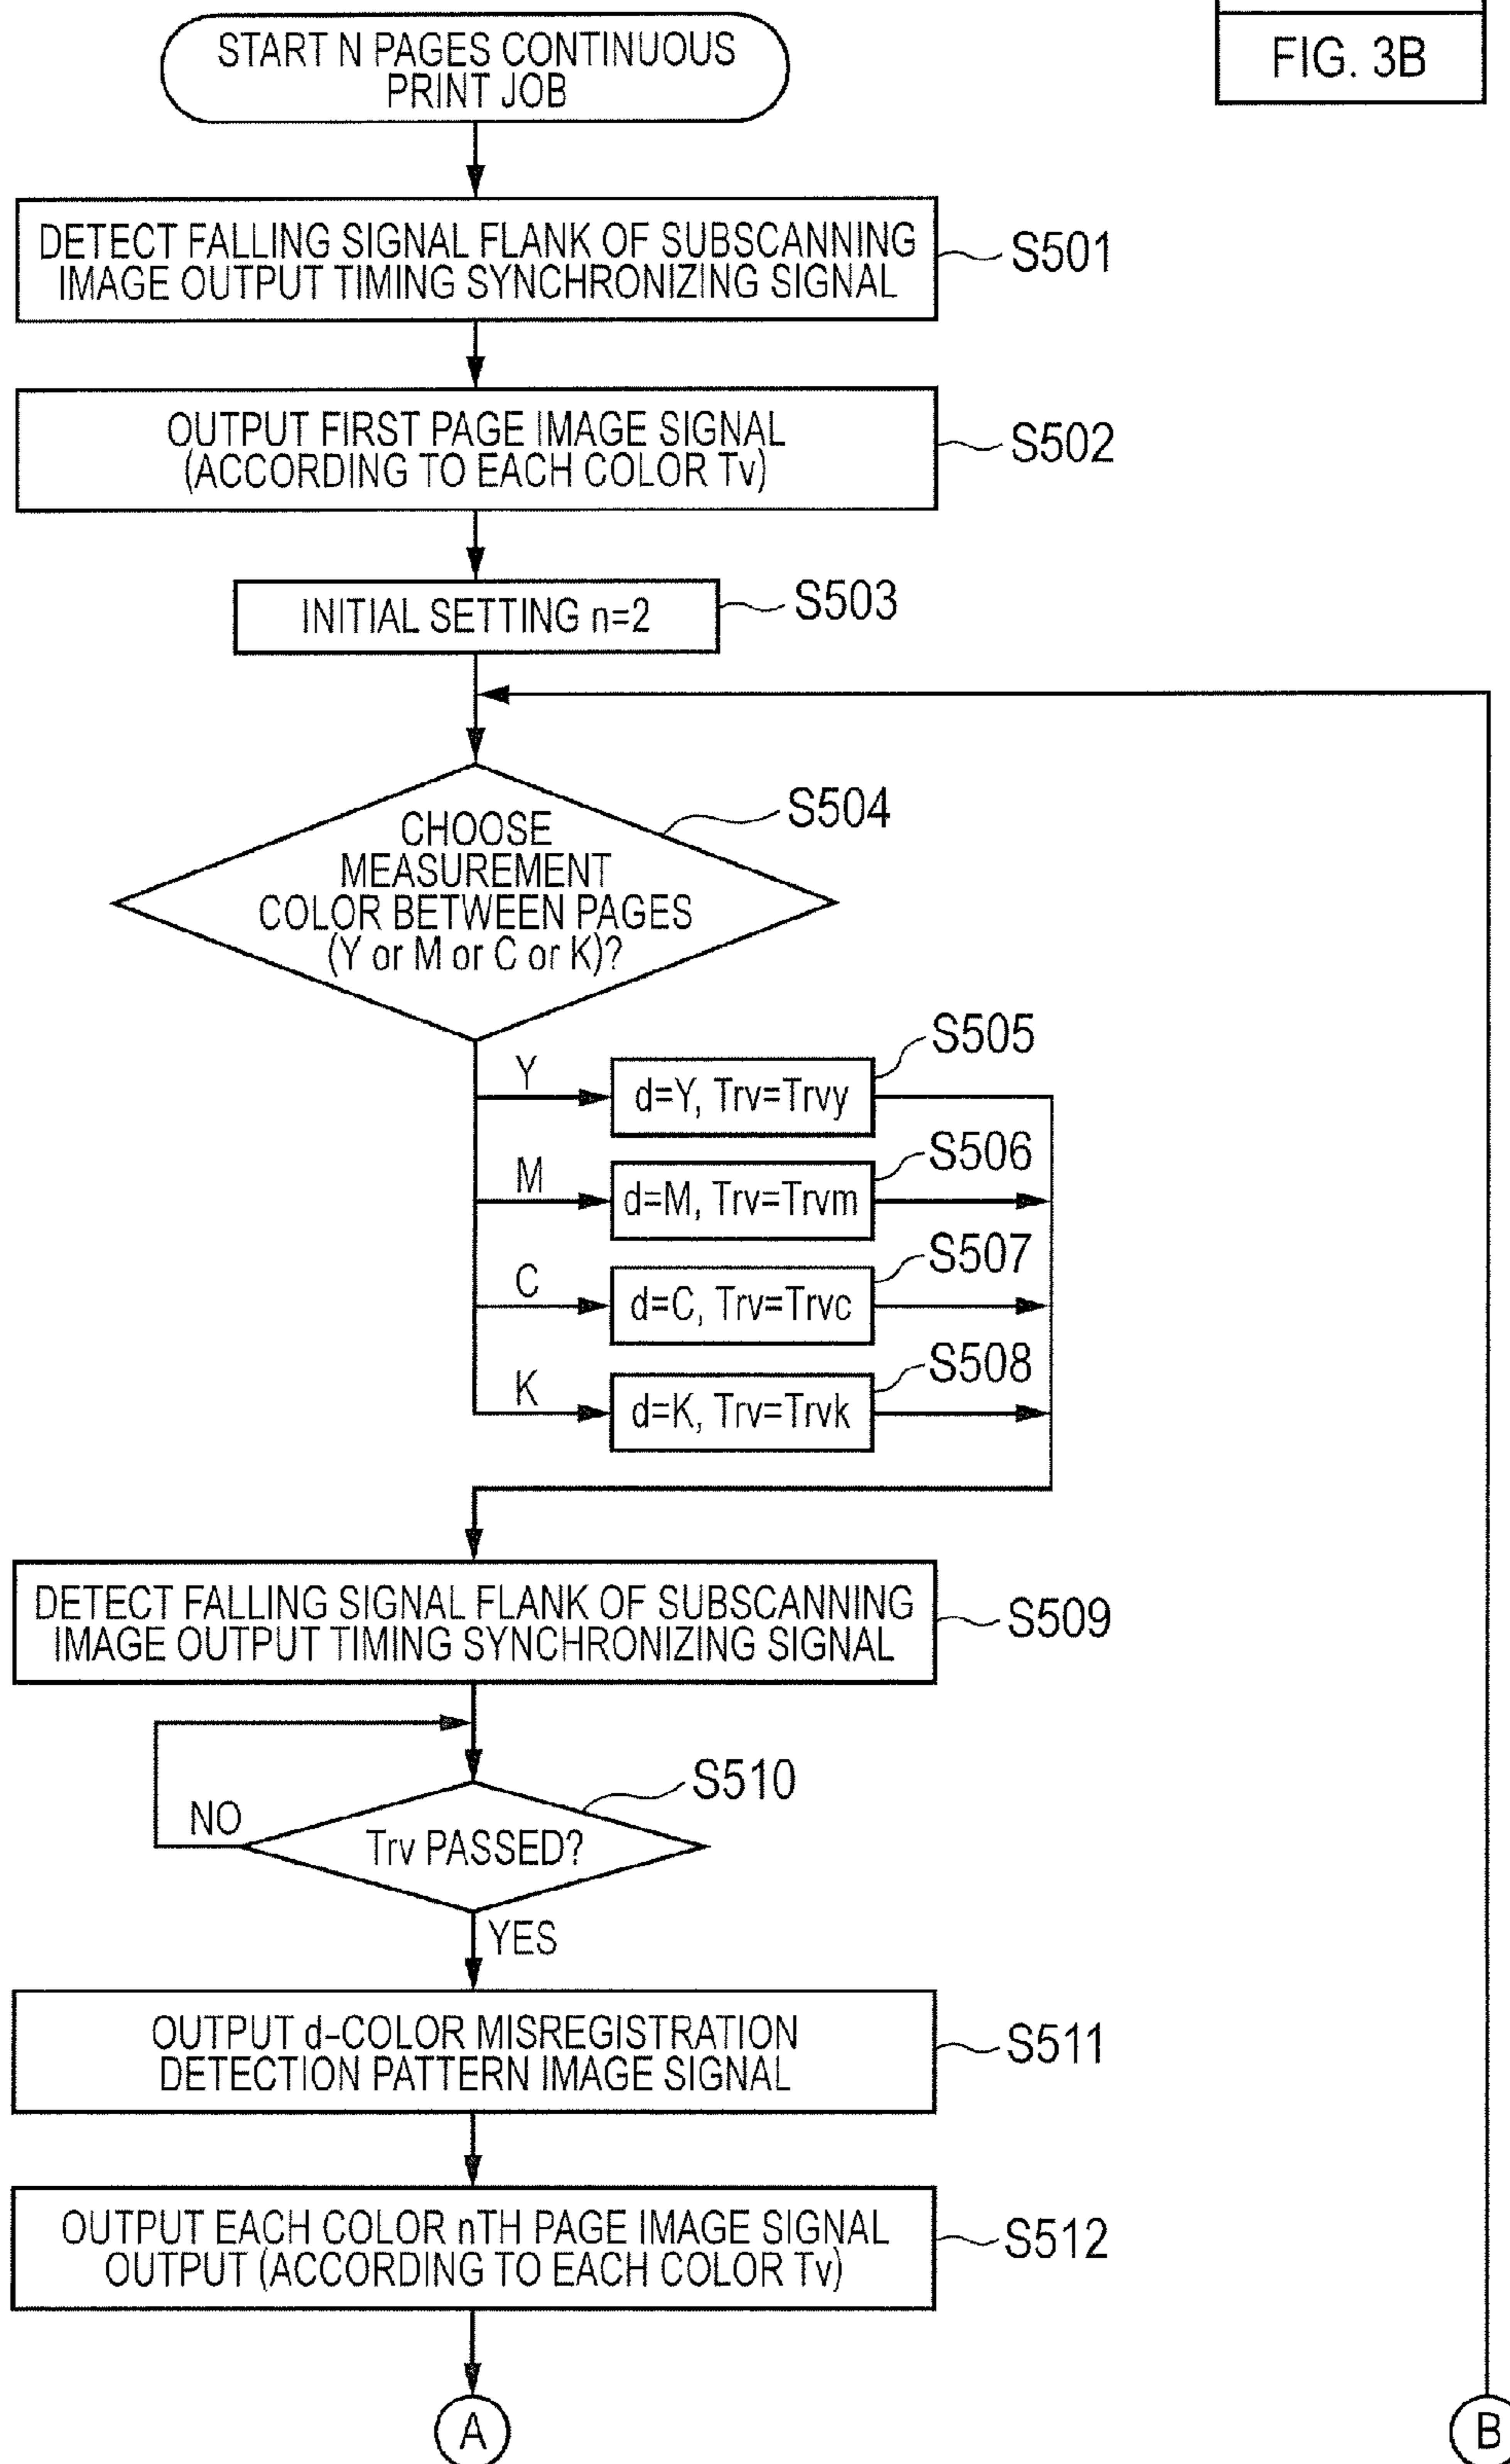 FIG. 3B
START N PAGES CONTINUOUS
PRINT JOB
DETECT FALLING SIGNAL FLANK OF SUBSCANNING
IMAGE OUTPUT TIMING SYNCHRONIZING SIGNAL
S501
OUTPUT FIRST PAGE IMAGE SIGNAL
(ACCORDING TO EACH COLOR Tv)
S502
INITIAL SETTING n=2
S503
CHOOSE
MEASUREMENT
COLOR BETWEEN PAGES
(Y or M or C or K)?
S504
Y
d=Y, Trv=Trvy
S505
M
d=M, Trv=Trvm
S506
C
d=C, Trv=Trvc
S507
K
d=K, Trv=Trvk
S508
DETECT FALLING SIGNAL FLANK OF SUBSCANNING
IMAGE OUTPUT TIMING SYNCHRONIZING SIGNAL
S509
Trv PASSED?
S510
NO
YES
OUTPUT d-COLOR MISREGISTRATION
DETECTION PATTERN IMAGE SIGNAL
S511
OUTPUT EACH COLOR nTH PAGE IMAGE SIGNAL
OUTPUT (ACCORDING TO EACH COLOR Tv)
S512
A
B